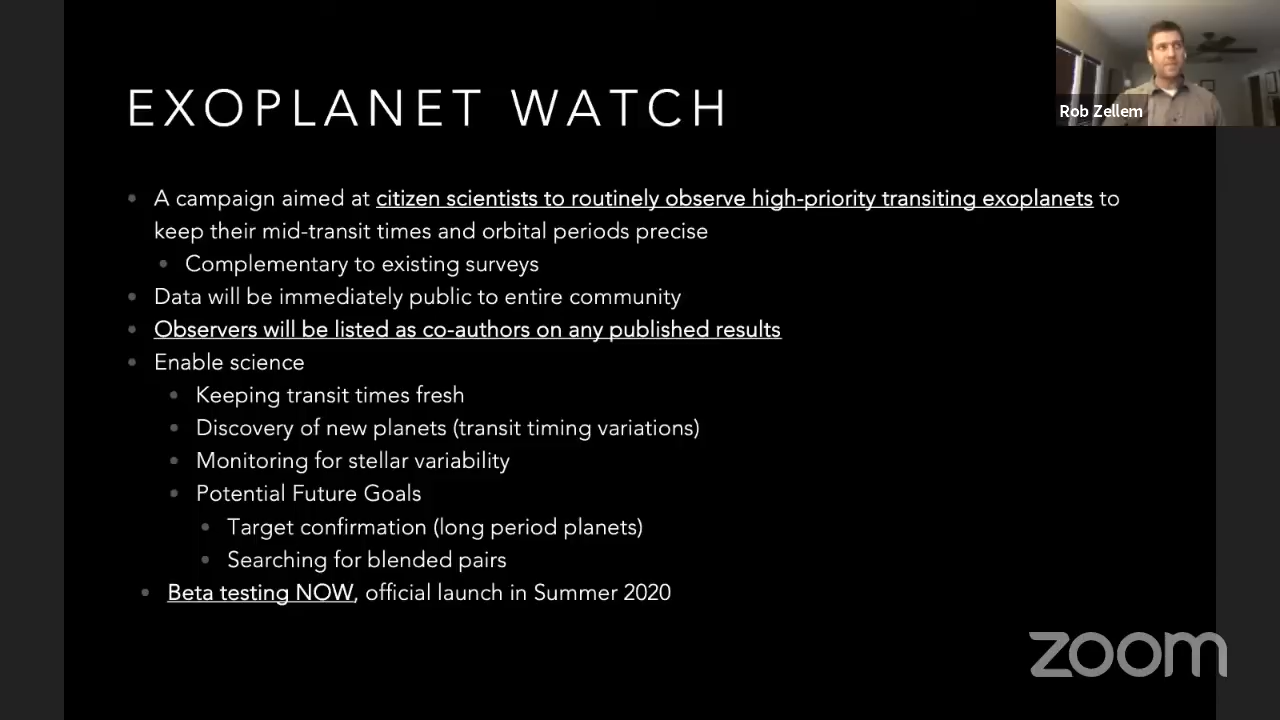 EXOPLANET WATCH
Rob Zellem
• A campaign aimed at citizen scientists to routinely observe high-priority transiting exoplanets to
keep their mid-transit times and orbital periods precise
• Complementary to existing surveys
• Data will be immediately public to entire community
• Observers will be listed as co-authors on any published results
• Enable science
• Keeping transit times fresh
• Discovery of new planets (transit timing variations)
• Monitoring for stellar variability
• Potential Future Goals
• Target confirmation (long period planets)
• Searching for blended pairs
• Beta testing NOW, official launch in Summer 2020
zoom